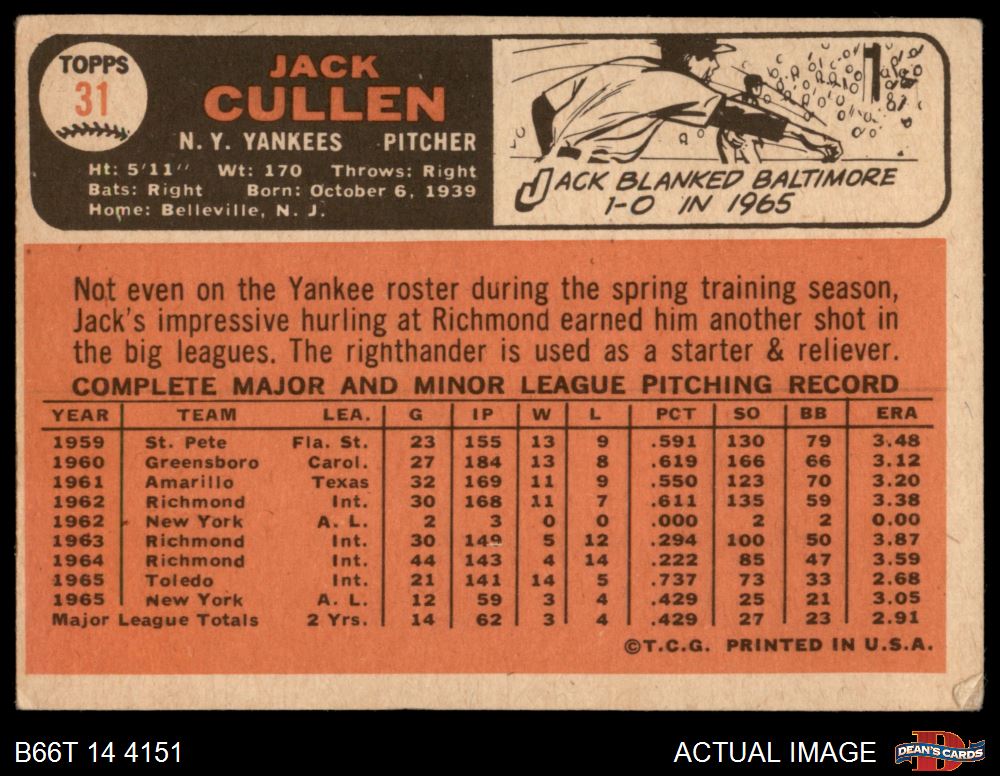 TOPPS
31
JACK
CULLEN
N. Y. YANKEES PITCHER
Ht: 5'11" Wt: 170 Throws: Right
Bats: Right Born: October 6, 1939
Home: Belleville, N. J.
JACK BLANKED BALTIMORE
1-0 IN 1965
Not even on the Yankee roster during the spring training season,
Jack's impressive hurling at Richmond earned him another shot in
the big leagues. The righthander is used as a starter & reliever.
COMPLETE MAJOR AND MINOR LEAGUE PITCHING RECORD
YEAR TEAM LEA. G IP W L PCT SO BB ERA
1959 St. Pete Fla. St. 23 155 13 9 .591 130 79 3.48
1960 Greensboro Carol. 27 184 13 8 .619 166 66 3.12
1961 Amarillo Texas 32 169 11 9 .550 123 70 3.20
1962 Richmond Int. 30 168 11 7 .611 135 59 3.38
1962 New York A. L. 2 3 0 0 .000 2 2 0.00
1963 Richmond Int. 30 149 5 12 .294 100 50 3.87
1964 Richmond Int. 44 143 4 14 .222 85 47 3.59
1965 Toledo Int. 21 141 14 5 .737 73 33 2.68
1965 New York A. L. 12 59 3 4 .429 25 21 3.05
Major League Totals 2 Yrs. 14 62 3 4 .429 27 23 2.91
©T.C.G. PRINTED IN U.S.A.
B66T 14 4151 ACTUAL IMAGE DEAN'S CARDS